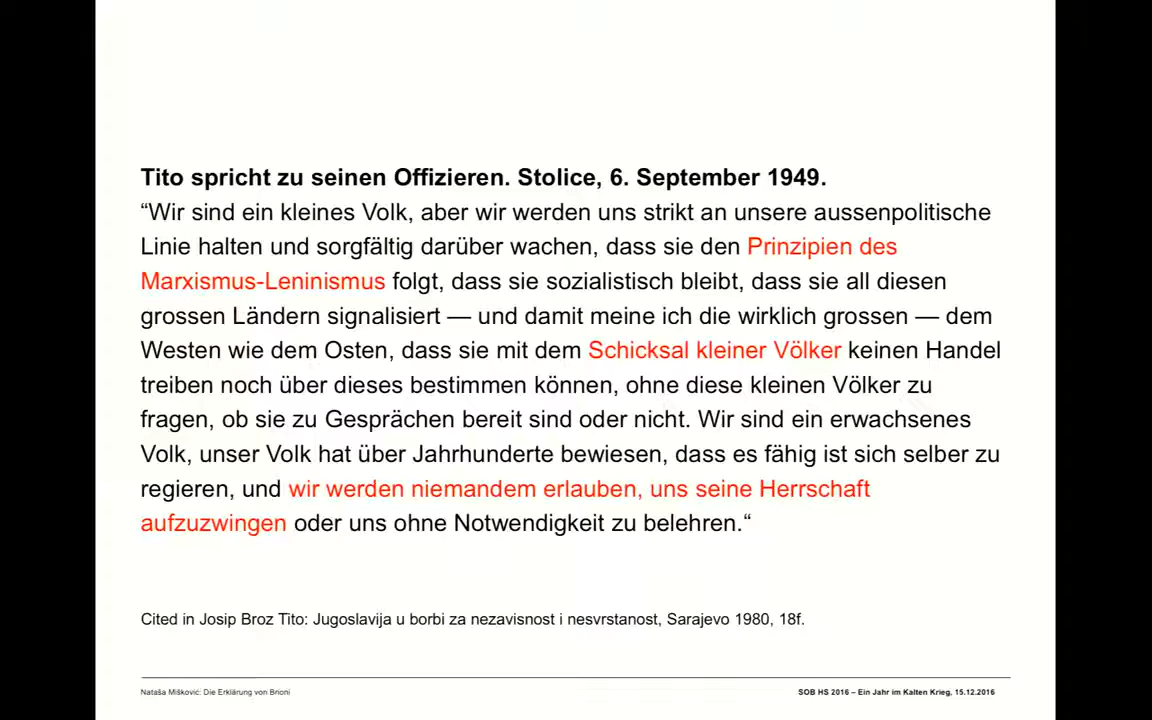 Tito spricht zu seinen Offizieren. Stolice, 6. September 1949.
“Wir sind ein kleines Volk, aber wir werden uns strikt an unsere aussenpolitische
Linie halten und sorgfältig darüber wachen, dass sie den Prinzipien des
Marxismus-Leninismus folgt, dass sie sozialistisch bleibt, dass sie all diesen
grossen Ländern signalisiert — und damit meine ich die wirklich grossen — dem
Westen wie dem Osten, dass sie mit dem Schicksal kleiner Völker keinen Handel
treiben noch über dieses bestimmen können, ohne diese kleinen Völker zu
fragen, ob sie zu Gesprächen bereit sind oder nicht. Wir sind ein erwachsenes
Volk, unser Volk hat über Jahrhunderte bewiesen, dass es fähig ist sich selber zu
regieren, und wir werden niemandem erlauben, uns seine Herrschaft
aufzuzwingen oder uns ohne Notwendigkeit zu belehren.“
Cited in Josip Broz Tito: Jugoslavija u borbi za nezavisnost i nesvrstanost, Sarajevo 1980, 18f.
Nataša Mišković: Die Erklärung von Brioni
SOB HS 2016 – Ein Jahr im Kalten Krieg, 15.12.2016